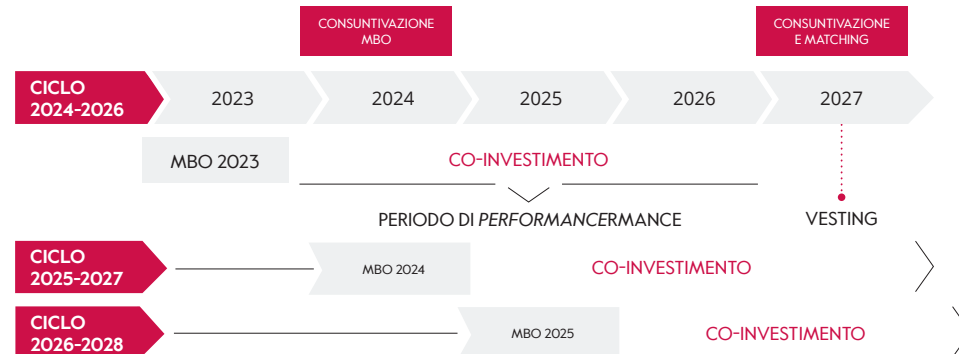 CONSUNTIVAZIONE
MBO
CONSUNTIVAZIONE
E MATCHING
CICLO
2024-2026
2023
2024
2025
2026
2027
MBO 2023
CO-INVESTIMENTO
PERIODO DI PERFORMANCERMANCE
VESTING
CICLO
2025-2027
MBO 2024
CO-INVESTIMENTO
CICLO
2026-2028
MBO 2025
CO-INVESTIMENTO